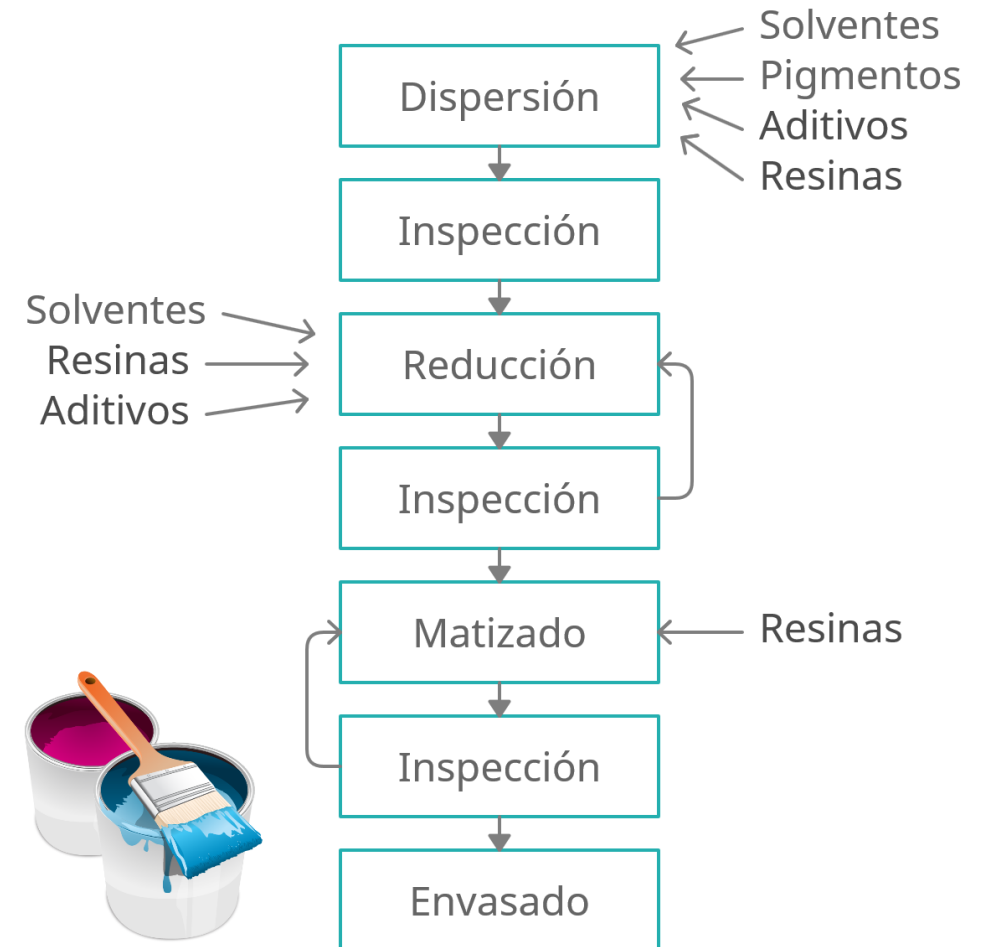 Solventes
Pigmentos
Aditivos
Resinas
Dispersión
Inspección
Solventes
Resinas
Aditivos
Reducción
Inspección
Matizado
Resinas
Inspección
Envasado